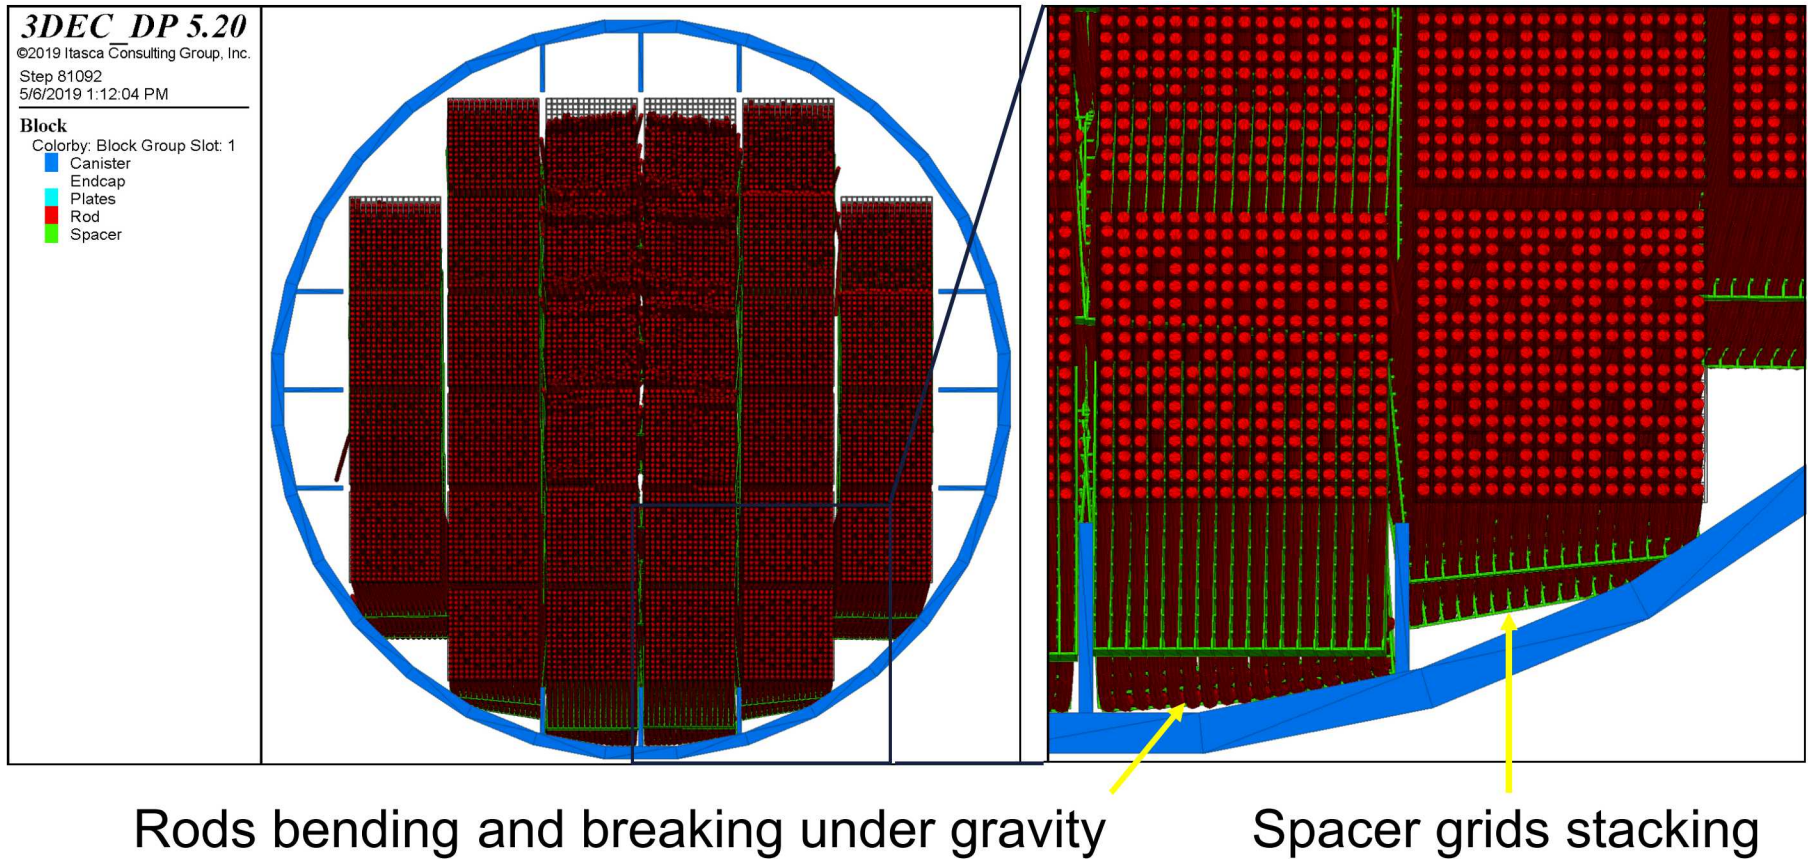 3DEC_DP 5.20
©2019 Itasca Consulting Group, Inc.
Step 81092
5/6/2019 1:12:04 PM
Block
Colorby: Block Group Slot: 1
Canister
Endcap
Plates
Rod
Spacer
Rods bending and breaking under gravity
Spacer grids stacking